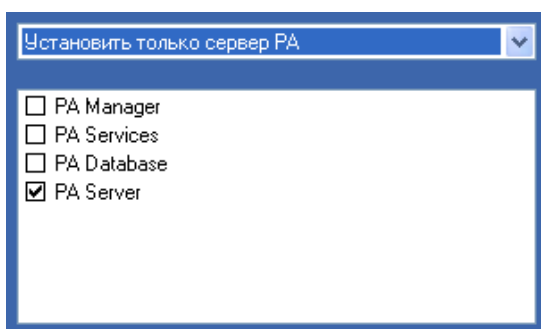 Установить только сервер PA
PA Manager
PA Services
PA Database
PA Server